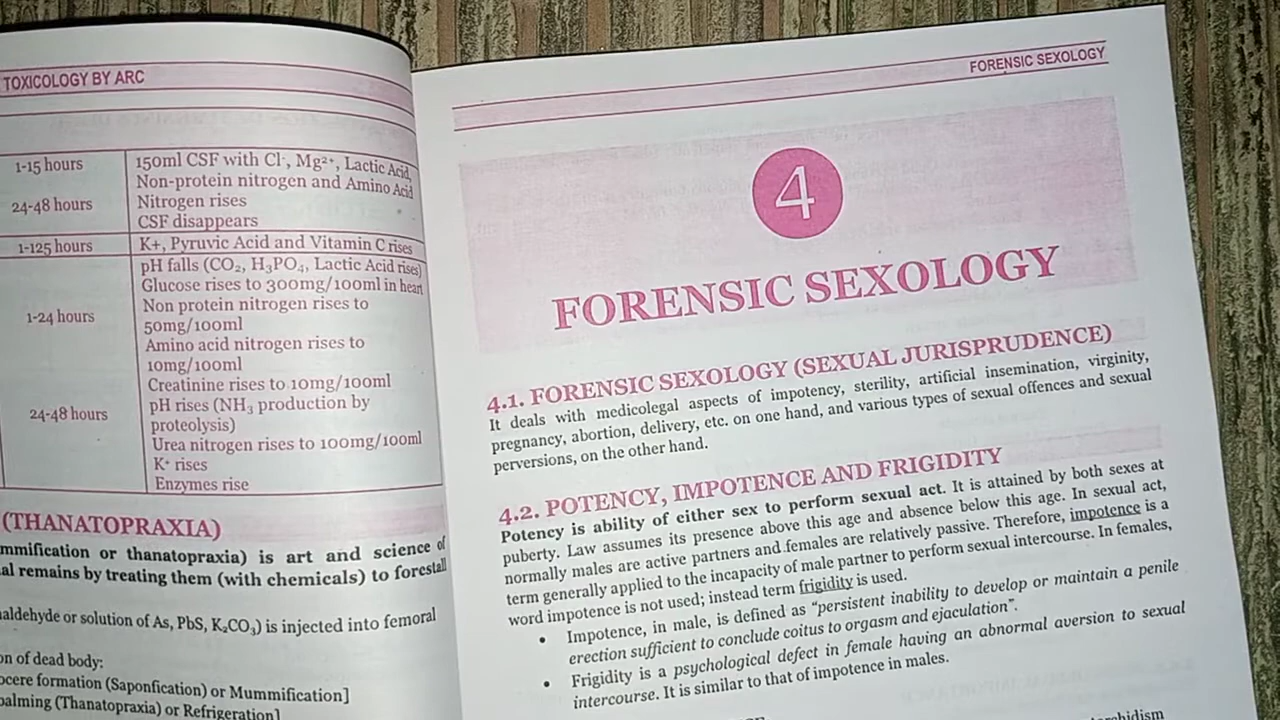 TOXICOLOGY BY ARC
1-15 hours
150ml CSF with Cl-, Mg²⁺, Lactic Acid,
Non-protein nitrogen and Amino Acid
24-48 hours
Nitrogen rises
CSF disappears
1-125 hours
K+, Pyruvic Acid and Vitamin C rises
1-24 hours
pH falls (CO₂, H₃PO₄, Lactic Acid rises)
Glucose rises to 300mg/100ml in heart
Non protein nitrogen rises to
50mg/100ml
Amino acid nitrogen rises to
10mg/100ml
Creatinine rises to 10mg/100ml
24-48 hours
pH rises (NH₃ production by
proteolysis)
Urea nitrogen rises to 100mg/100ml
K⁺ rises
Enzymes rise
(THANATOPRAXIA)
or thanatopraxia) is art and science of
remains by treating them (with chemicals) to forestall
or solution of As, PbS, K₂CO₃) is injected into femoral
of dead body:
formation (Saponfication) or Mummification]
(Thanatopraxia) or Refrigeration]
FORENSIC SEXOLOGY
4
FORENSIC SEXOLOGY
4.1. FORENSIC SEXOLOGY (SEXUAL JURISPRUDENCE)
It deals with medicolegal aspects of impotency, sterility, artificial insemination, virginity,
pregnancy, abortion, delivery, etc. on one hand, and various types of sexual offences and sexual
perversions, on the other hand.
4.2. POTENCY, IMPOTENCE AND FRIGIDITY
Potency is ability of either sex to perform sexual act. It is attained by both sexes at
puberty. Law assumes its presence above this age and absence below this age. In sexual act,
normally males are active partners and females are relatively passive. Therefore, impotence is a
term generally applied to the incapacity of male partner to perform sexual intercourse. In females,
word impotence is not used; instead term frigidity is used.
• Impotence, in male, is defined as "persistent inability to develop or maintain a penile
erection sufficient to conclude coitus to orgasm and ejaculation".
• Frigidity is a psychological defect in female having an abnormal aversion to sexual
intercourse. It is similar to that of impotence in males.